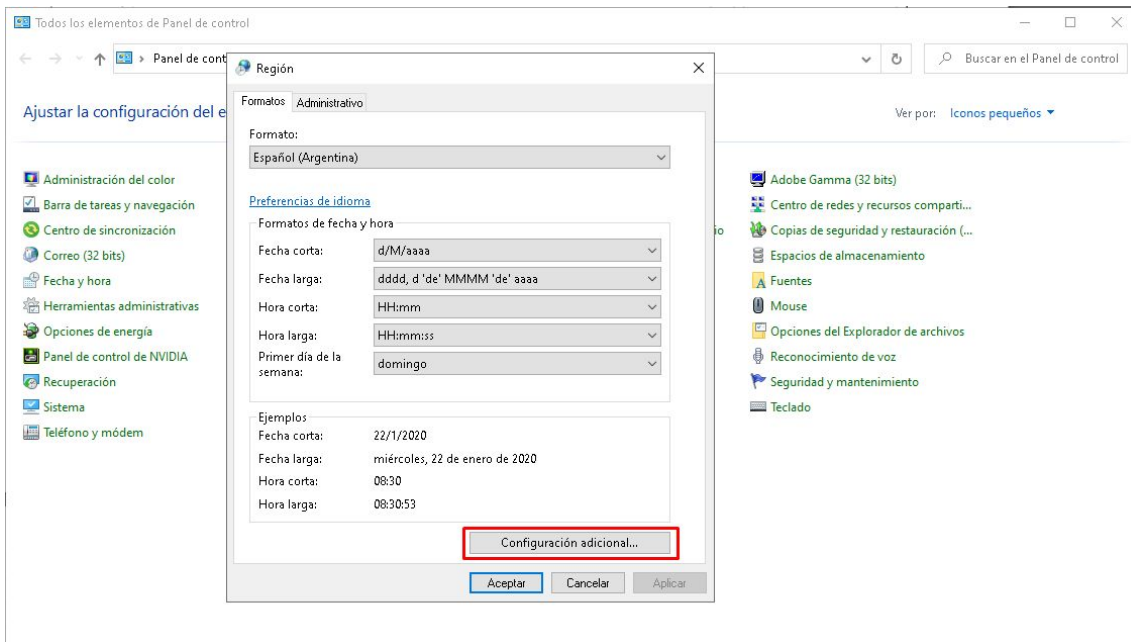 Todos los elementos de Panel de control
Panel de cont
Buscar en el Panel de control
Ajustar la configuración del e
Ver por: Iconos pequeños
Administración del color
Barra de tareas y navegación
Centro de sincronización
Correo (32 bits)
Fecha y hora
Herramientas administrativas
Opciones de energía
Panel de control de NVIDIA
Recuperación
Sistema
Teléfono y módem
Región
Formatos Administrativo
Formato:
Español (Argentina)
Preferencias de idioma
Formatos de fecha y hora
Fecha corta: d/M/aaaa
Fecha larga: dddd, d 'de' MMMM 'de' aaaa
Hora corta: HH:mm
Hora larga: HH:mm:ss
Primer día de la
semana: domingo
Ejemplos
Fecha corta: 22/1/2020
Fecha larga: miércoles, 22 de enero de 2020
Hora corta: 08:30
Hora larga: 08:30:53
Configuración adicional...
Aceptar Cancelar Aplicar
io
Adobe Gamma (32 bits)
Centro de redes y recursos comparti...
Copias de seguridad y restauración (...
Espacios de almacenamiento
Fuentes
Mouse
Opciones del Explorador de archivos
Reconocimiento de voz
Seguridad y mantenimiento
Teclado